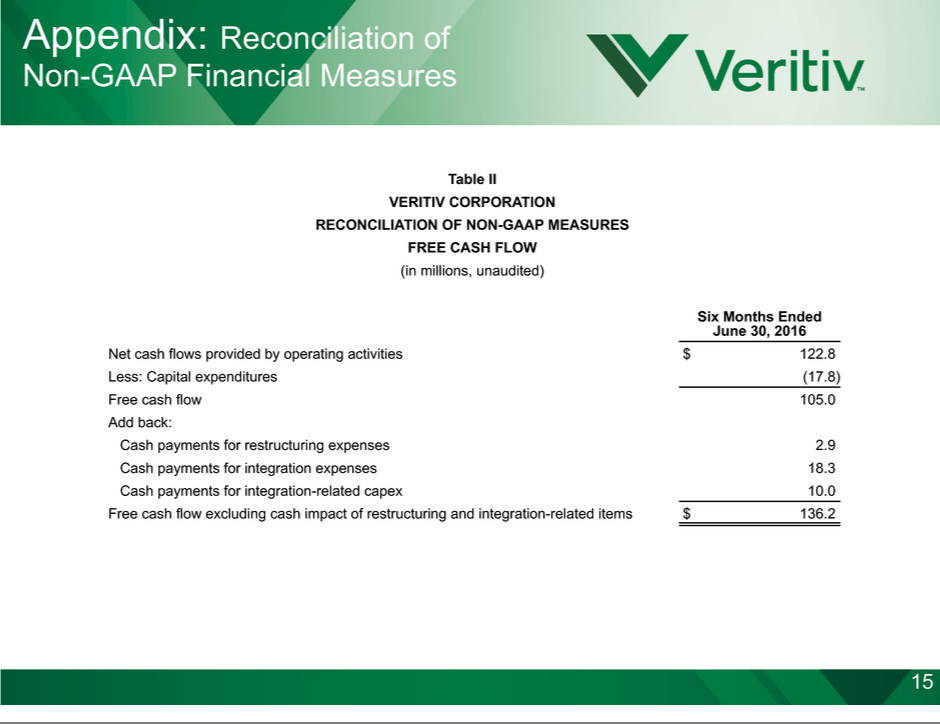 Appendix: Reconciliation of
Non-GAAP Financial Measures
Veritiv™
Table II
VERITIV CORPORATION
RECONCILIATION OF NON-GAAP MEASURES
FREE CASH FLOW
(in millions, unaudited)
Six Months Ended
June 30, 2016
Net cash flows provided by operating activities $ 122.8
Less: Capital expenditures (17.8)
Free cash flow 105.0
Add back:
Cash payments for restructuring expenses 2.9
Cash payments for integration expenses 18.3
Cash payments for integration-related capex 10.0
Free cash flow excluding cash impact of restructuring and integration-related items $ 136.2
15